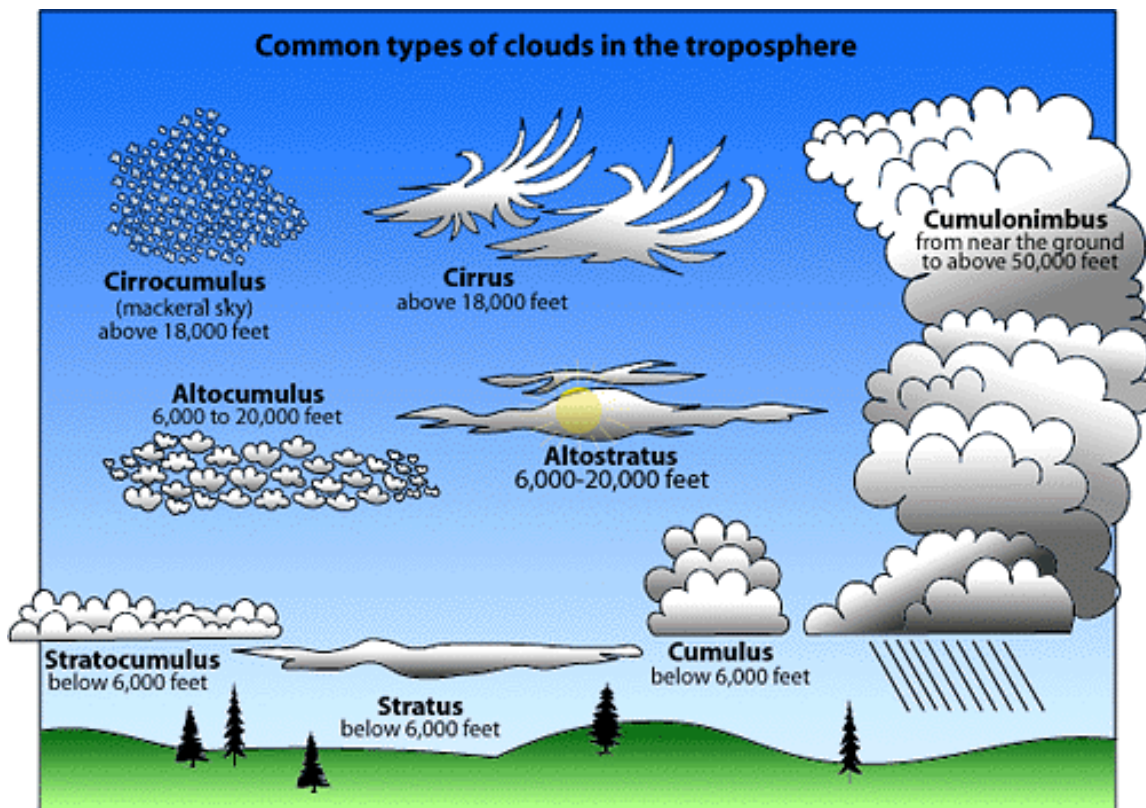 Common types of clouds in the troposphere
Cirrocumulus
(mackeral sky)
above 18,000 feet
Cirrus
above 18,000 feet
Cumulonimbus
from near the ground
to above 50,000 feet
Altocumulus
6,000 to 20,000 feet
Altostratus
6,000-20,000 feet
Stratocumulus
below 6,000 feet
Stratus
below 6,000 feet
Cumulus
below 6,000 feet